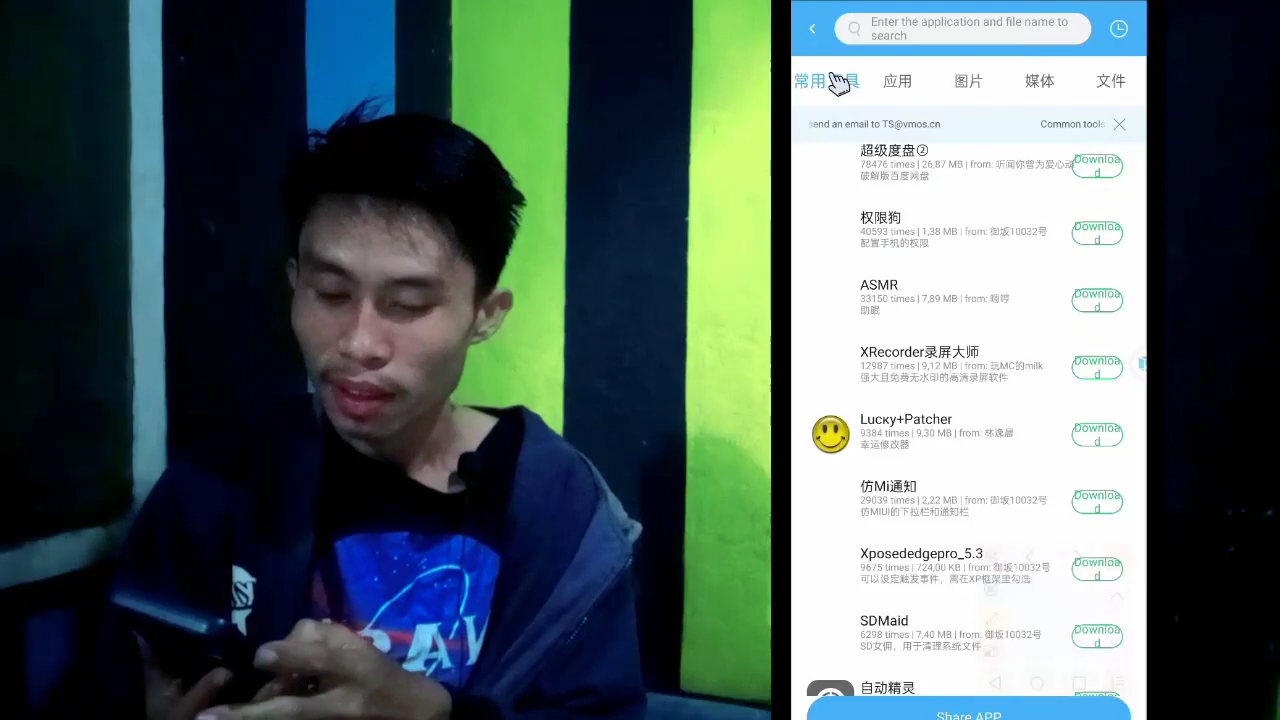 Enter the application and file name to
search
常用 具 应用 图片 媒体 文件
send an email to TS@vmos.cn Common tools
超级度盘②
78476 times | 26,87 MB | from: 听闻你曾为爱心动
破解版百度网盘
Download
权限狗
40593 times | 1,38 MB | from: 御坂10032号
配置手机的权限
Download
ASMR
33150 times | 7,89 MB | from: 嗯哼
助眠
Download
XRecorder录屏大师
12987 times | 9,12 MB | from: 玩MC的milk
强大且免费无水印的高清录屏软件
Download
Lucky+Patcher
9384 times | 9,30 MB | from: 林逸晨
幸运修改器
Download
仿Mi通知
29039 times | 2,22 MB | from: 御坂10032号
仿MIUI的下拉栏和通知栏
Download
Xposededgepro_5.3
9675 times | 724,00 KB | from: 御坂10032号
可以设定触发事件，需在XP框架里勾选
Download
SDMaid
6298 times | 7,40 MB | from: 御坂10032号
SD女佣，用于清理系统文件
Download
自动精灵
Share APP